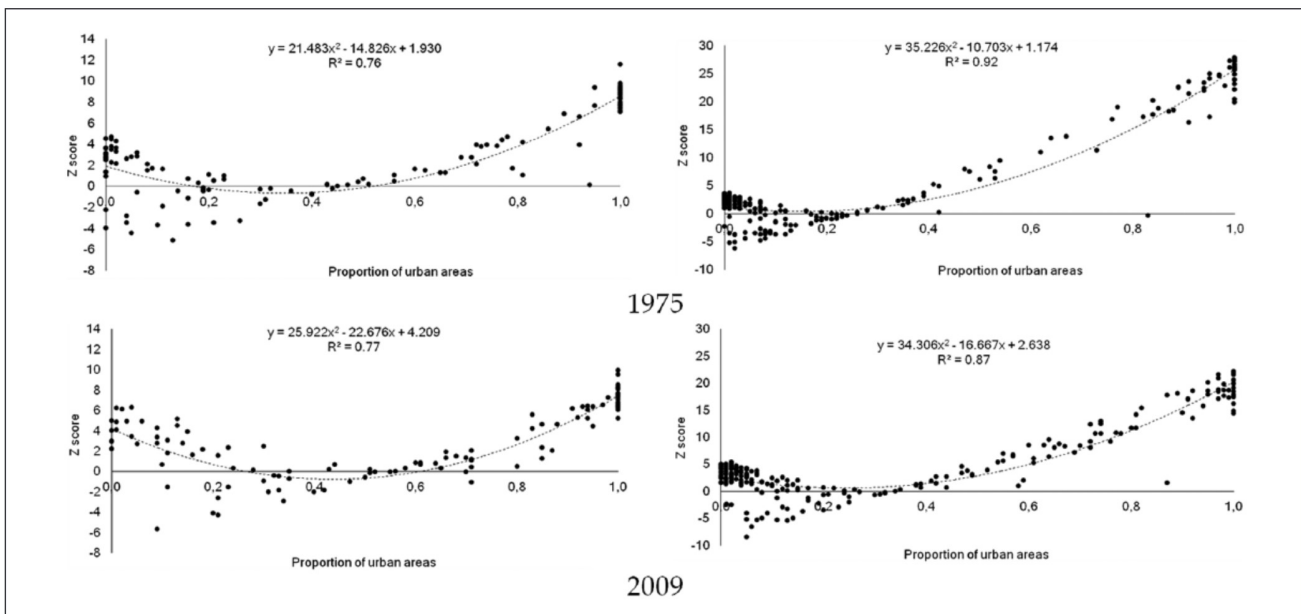 y = 21.483x² - 14.826x + 1.930
R² = 0.76
14
12
10
8
6
4
2
0
-2
-4
-6
-8
Z score
0,0 0,2 0,4 0,6 0,8 1,0
Proportion of urban areas
35.226x² - 10.703x + 1.174
R² = 0.92
30
25
20
15
10
5
0
-5
-10
Z score
0,0 0,2 0,4 0,6 0,8 1,0
Proportion of urban areas
1975
y = 25.922x² - 22.676x + 4.209
R² = 0.77
14
12
10
8
6
4
2
0
-2
-4
-6
-8
Z score
0,0 0,2 0,4 0,6 0,8 1,0
Proportion of urban areas
y = 34.306x² - 16.667x + 2.638
R² = 0.87
30
25
20
15
10
5
0
-5
-10
Z score
0,0 0,2 0,4 0,6 0,8 1,0
Proportion of urban areas
2009